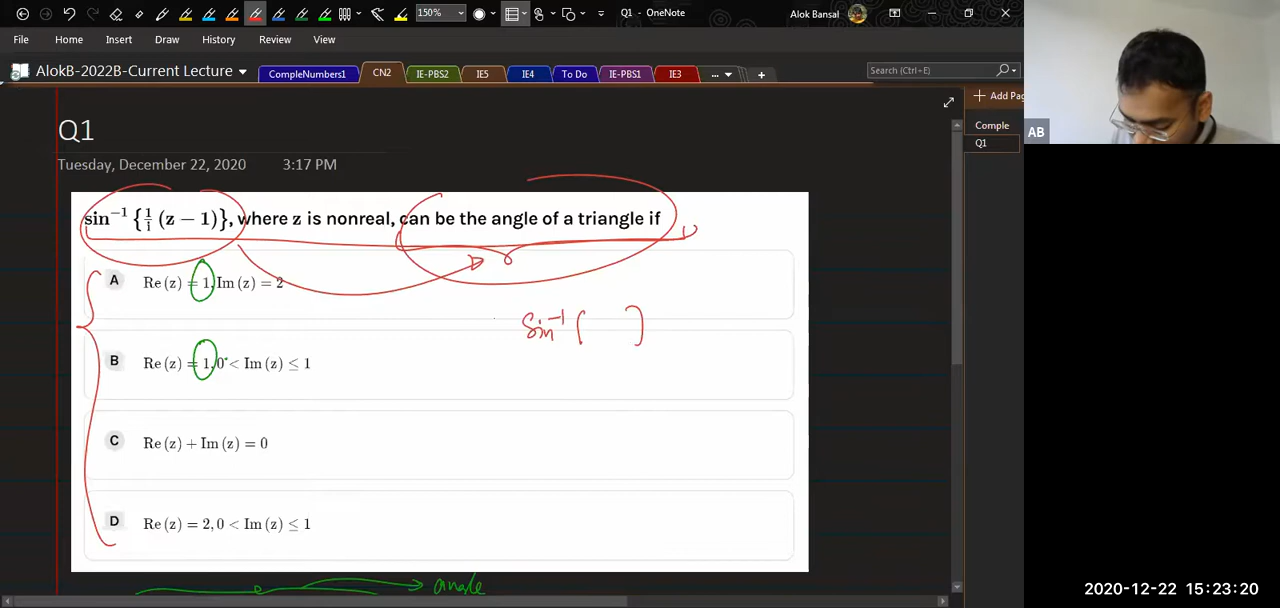 150%
Q1 - OneNote
Alok Bansal
File Home Insert Draw History Review View
AlokB-2022B-Current Lecture CompleNumbers1 CN2 IE-PBS2 IE5 IE4 To Do IE-PBS1 IE3 ... Search (Ctrl+E)
Add Pag
Comple
Q1
AB
Q1
Tuesday, December 22, 2020 3:17 PM
sin⁻¹ {1/i (z − 1)}, where z is nonreal, can be the angle of a triangle if
A Re (z) = 1, Im (z) = 2
sin⁻¹ ( )
B Re (z) = 1, 0 < Im (z) ≤ 1
C Re (z) + Im (z) = 0
D Re (z) = 2, 0 < Im (z) ≤ 1
angle
2020-12-22 15:23:20